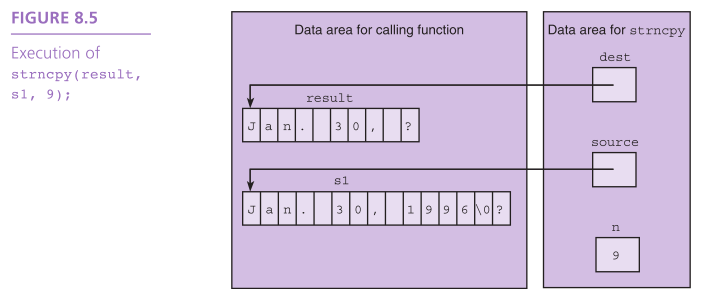 FIGURE 8.5
Execution of
strncpy(result,
s1, 9);
Data area for calling function
Data area for strncpy
dest
result
J a n . 3 0 , ?
source
s1
J a n . 3 0 , 1 9 9 6 \0 ?
n
9